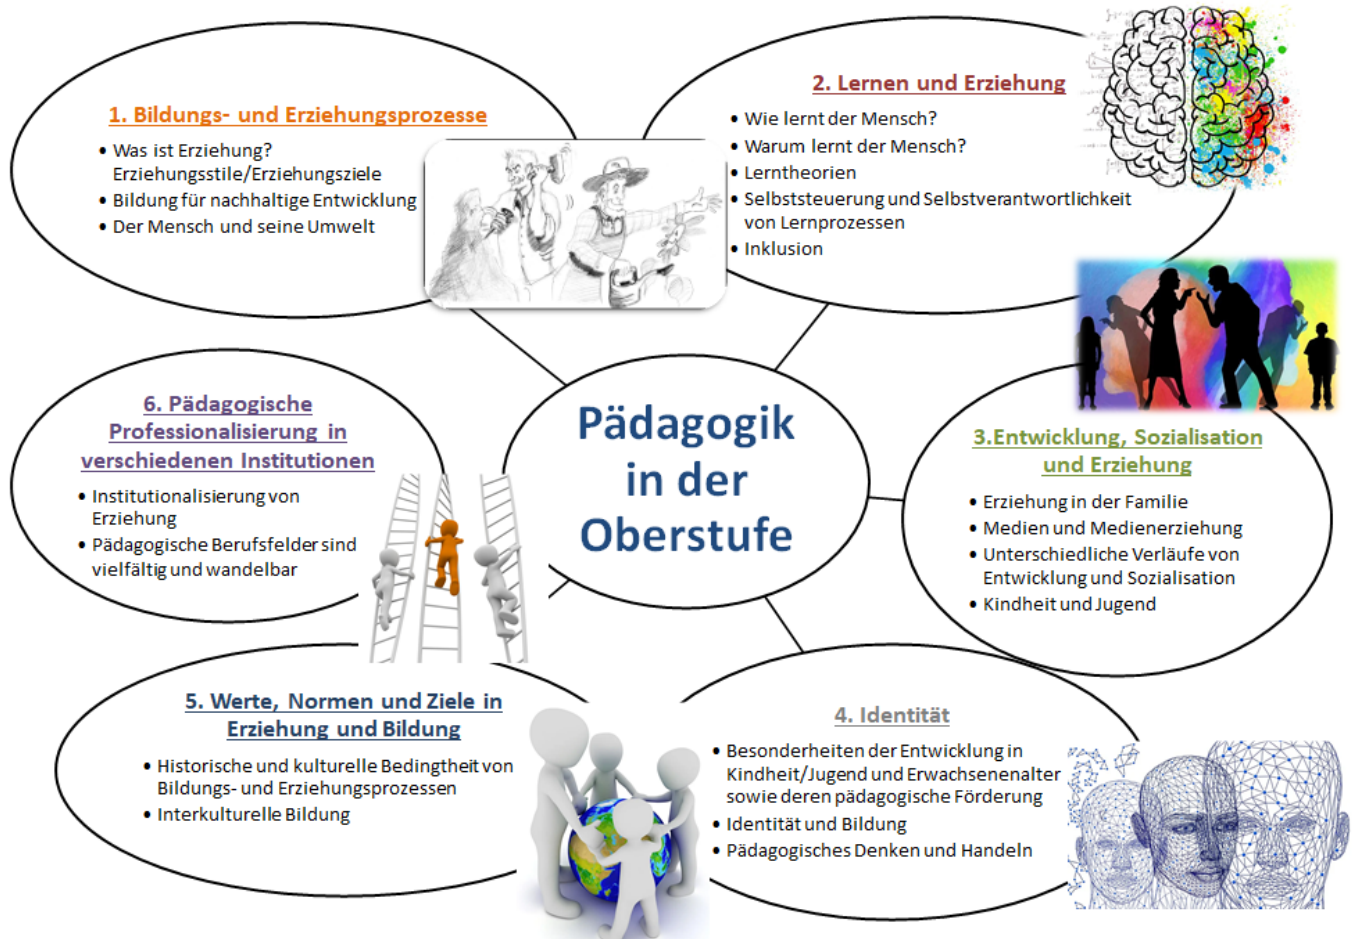 1. Bildungs- und Erziehungsprozesse
• Was ist Erziehung?
Erziehungsstile/Erziehungsziele
• Bildung für nachhaltige Entwicklung
• Der Mensch und seine Umwelt
2. Lernen und Erziehung
• Wie lernt der Mensch?
• Warum lernt der Mensch?
• Lerntheorien
• Selbststeuerung und Selbstverantwortlichkeit
von Lernprozessen
• Inklusion
Pädagogik
in der
Oberstufe
3.Entwicklung, Sozialisation
und Erziehung
• Erziehung in der Familie
• Medien und Medienerziehung
• Unterschiedliche Verläufe von
Entwicklung und Sozialisation
• Kindheit und Jugend
4. Identität
• Besonderheiten der Entwicklung in
Kindheit/Jugend und Erwachsenenalter
sowie deren pädagogische Förderung
• Identität und Bildung
• Pädagogisches Denken und Handeln
5. Werte, Normen und Ziele in
Erziehung und Bildung
• Historische und kulturelle Bedingtheit von
Bildungs- und Erziehungsprozessen
• Interkulturelle Bildung
6. Pädagogische
Professionalisierung in
verschiedenen Institutionen
• Institutionalisierung von
Erziehung
• Pädagogische Berufsfelder sind
vielfältig und wandelbar